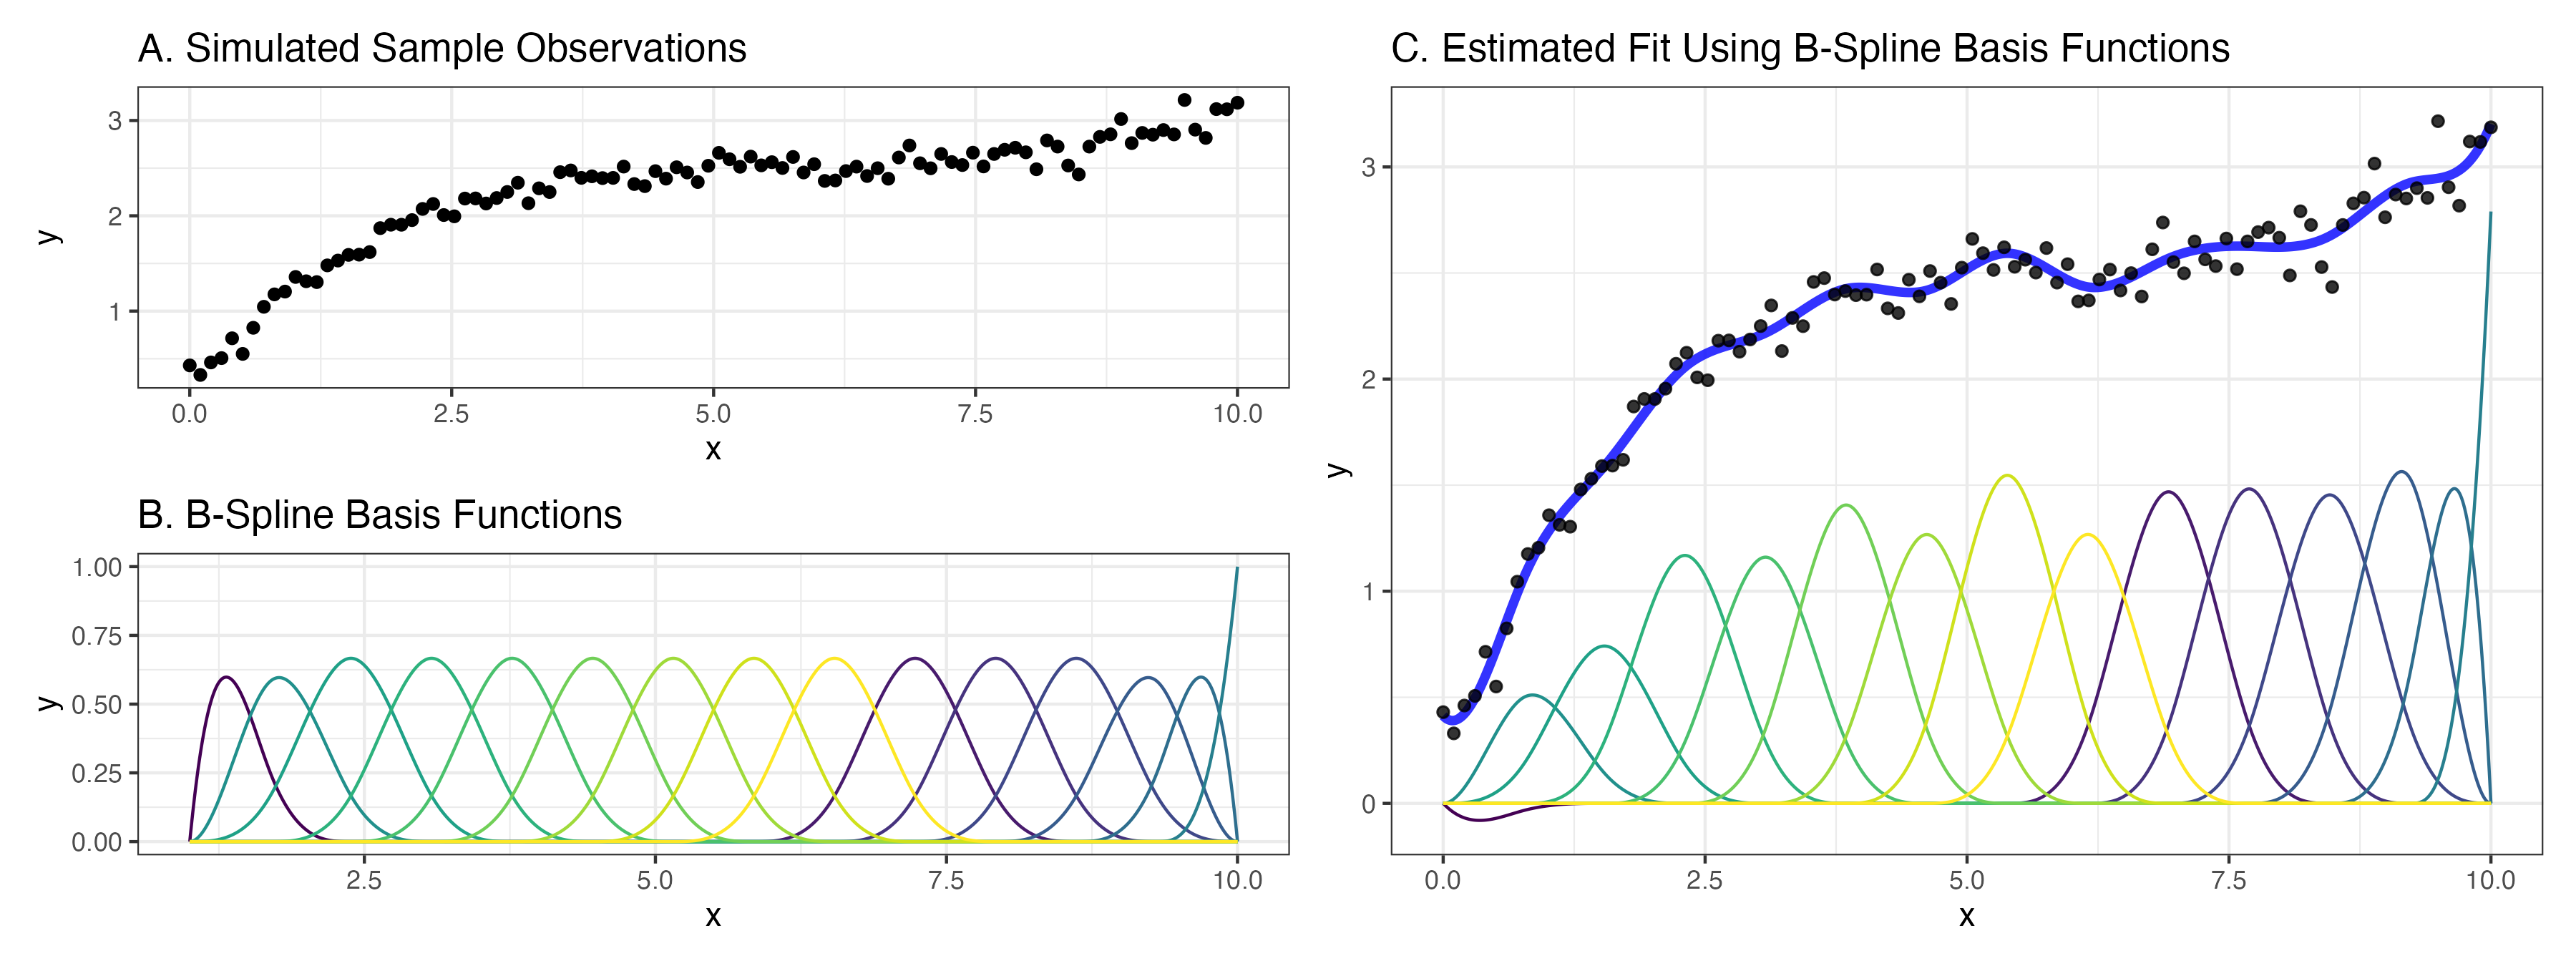 A. Simulated Sample Observations
y
3
2
1
0.0 2.5 5.0 7.5 10.0
x
B. B-Spline Basis Functions
y
1.00
0.75
0.50
0.25
0.00
2.5 5.0 7.5 10.0
x
C. Estimated Fit Using B-Spline Basis Functions
y
3
2
1
0
0.0 2.5 5.0 7.5 10.0
x